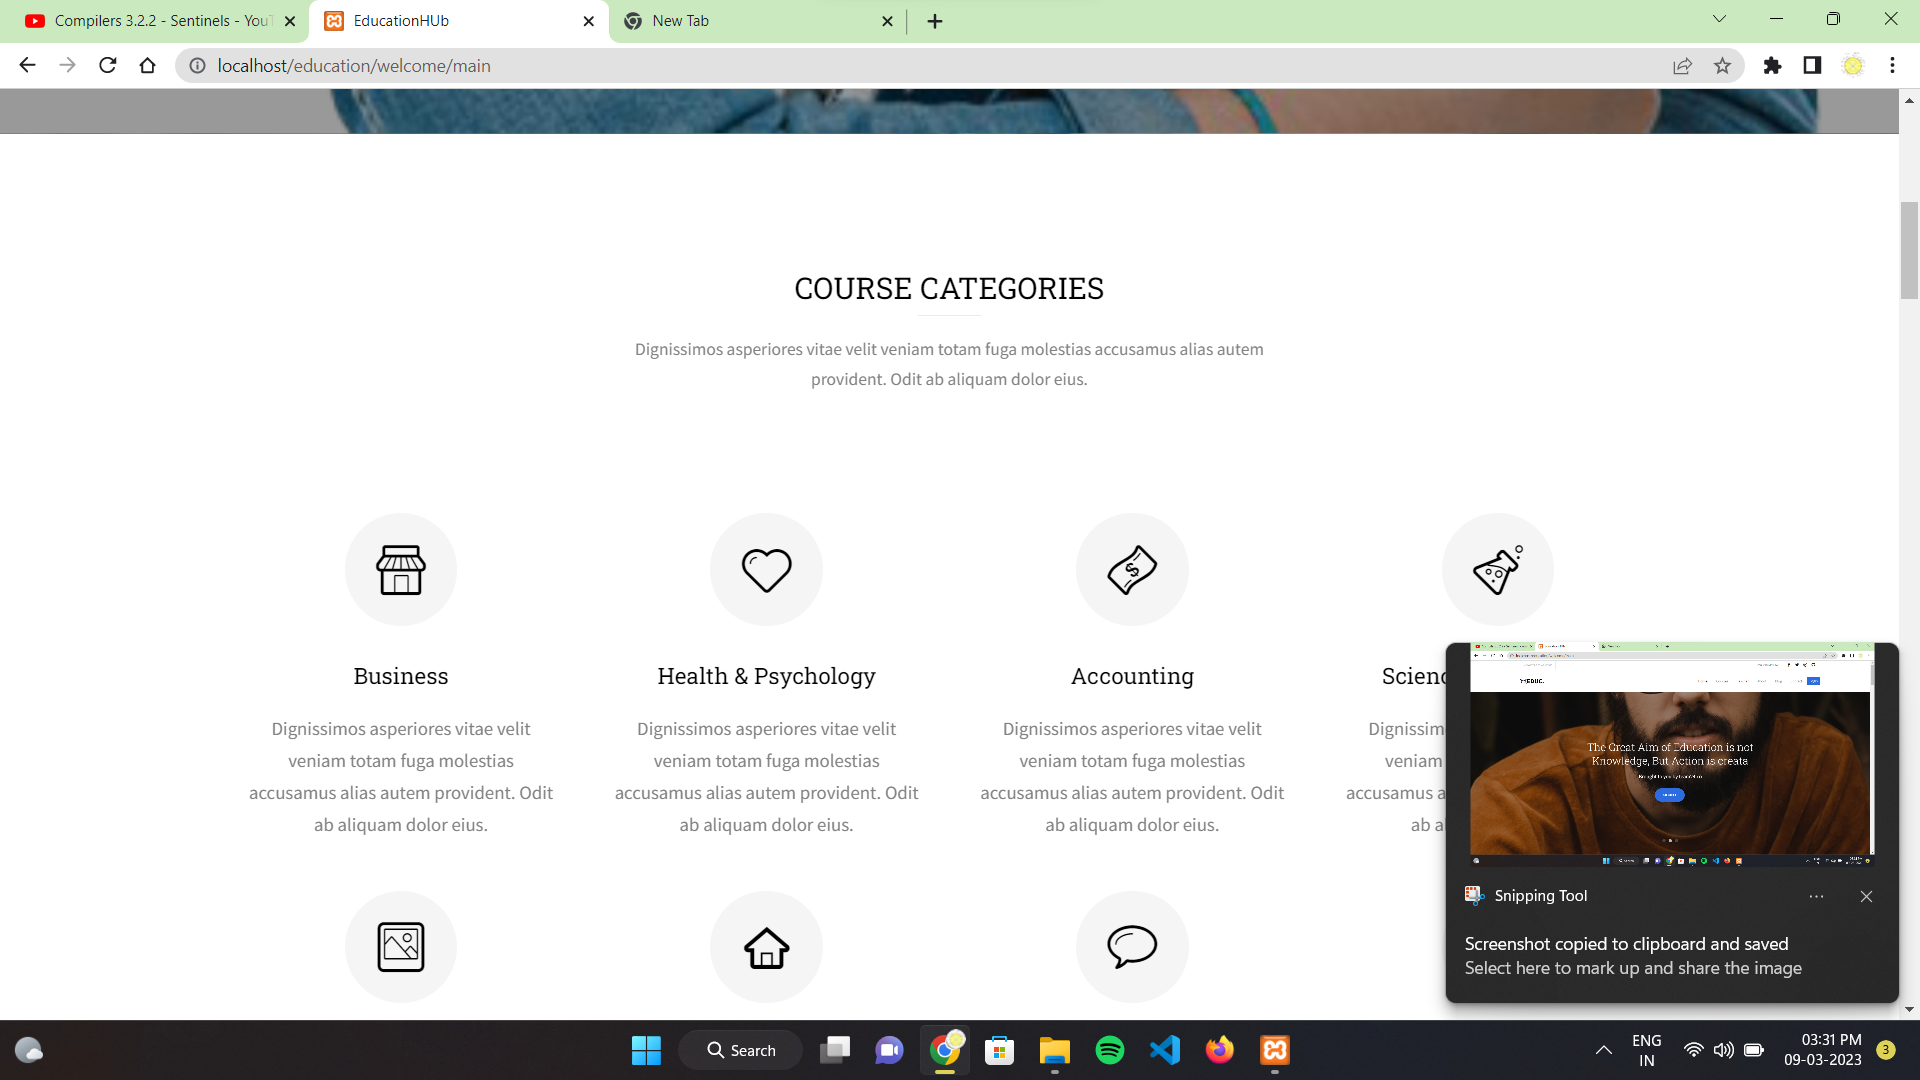 Compilers 3.2.2 - Sentinels - YouT
EducationHUb
New Tab
localhost/education/welcome/main
COURSE CATEGORIES
Dignissimos asperiores vitae velit veniam totam fuga molestias accusamus alias autem
provident. Odit ab aliquam dolor eius.
Business
Dignissimos asperiores vitae velit
veniam totam fuga molestias
accusamus alias autem provident. Odit
ab aliquam dolor eius.
Health & Psychology
Dignissimos asperiores vitae velit
veniam totam fuga molestias
accusamus alias autem provident. Odit
ab aliquam dolor eius.
Accounting
Dignissimos asperiores vitae velit
veniam totam fuga molestias
accusamus alias autem provident. Odit
ab aliquam dolor eius.
Scienc
Dignissim
veniam
accusamus a
ab al
EDUC.
The Great Aim of Education is not
Knowledge, But Action is creata
Snipping Tool
Screenshot copied to clipboard and saved
Select here to mark up and share the image
Search
ENG
IN
03:31 PM
09-03-2023
3